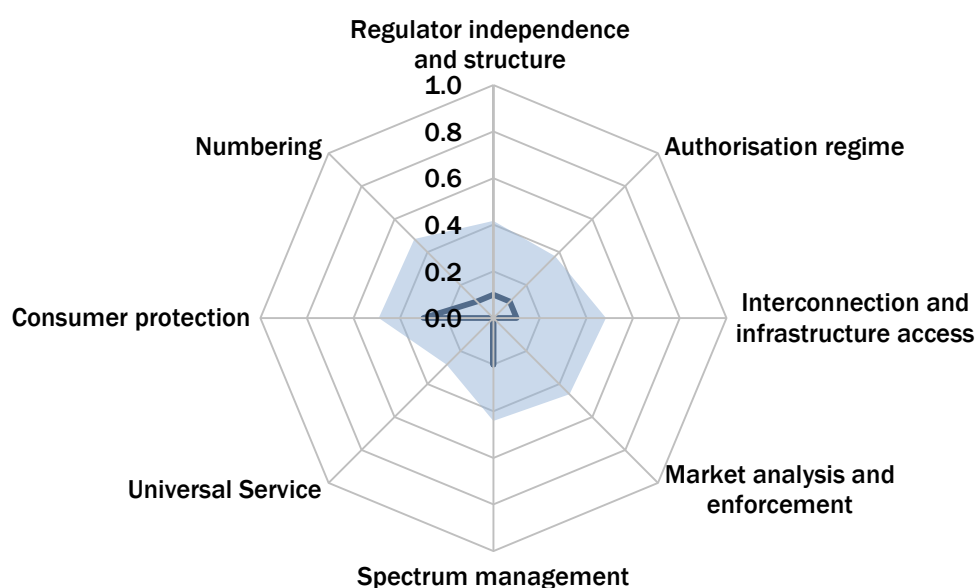 Regulator independence
and structure
1.0
Numbering
Authorisation regime
0.8
0.6
0.4
0.2
Consumer protection
0.0
Interconnection and
infrastructure access
Universal Service
Market analysis and
enforcement
Spectrum management